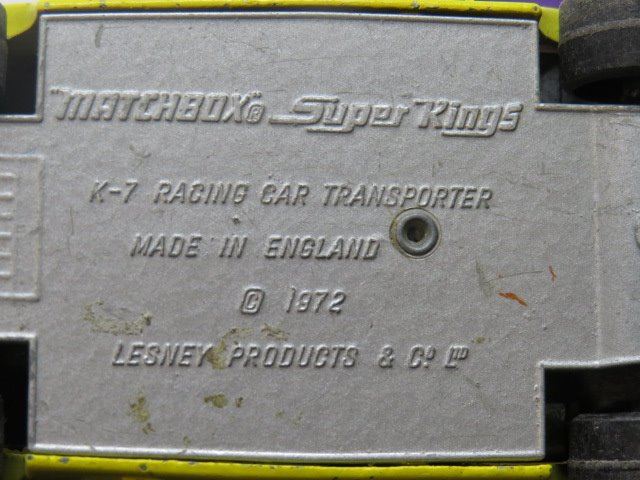 "MATCHBOX"® Super Kings
K-7 RACING CAR TRANSPORTER
MADE IN ENGLAND
© 1972
LESNEY PRODUCTS & Cº Lᵀᴰ